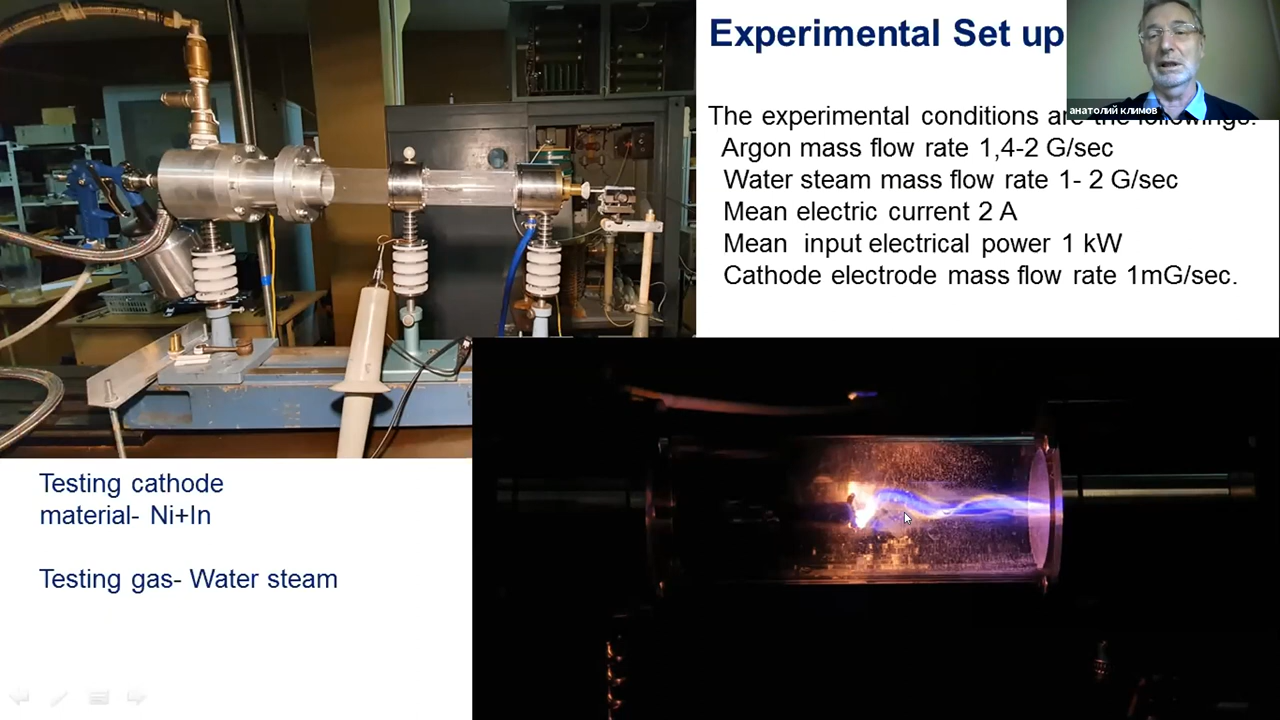 Experimental Set up
анатолий климов
The experimental conditions are the followings:
Argon mass flow rate 1,4-2 G/sec
Water steam mass flow rate 1- 2 G/sec
Mean electric current 2 A
Mean input electrical power 1 kW
Cathode electrode mass flow rate 1mG/sec.
Testing cathode
material- Ni+In
Testing gas- Water steam